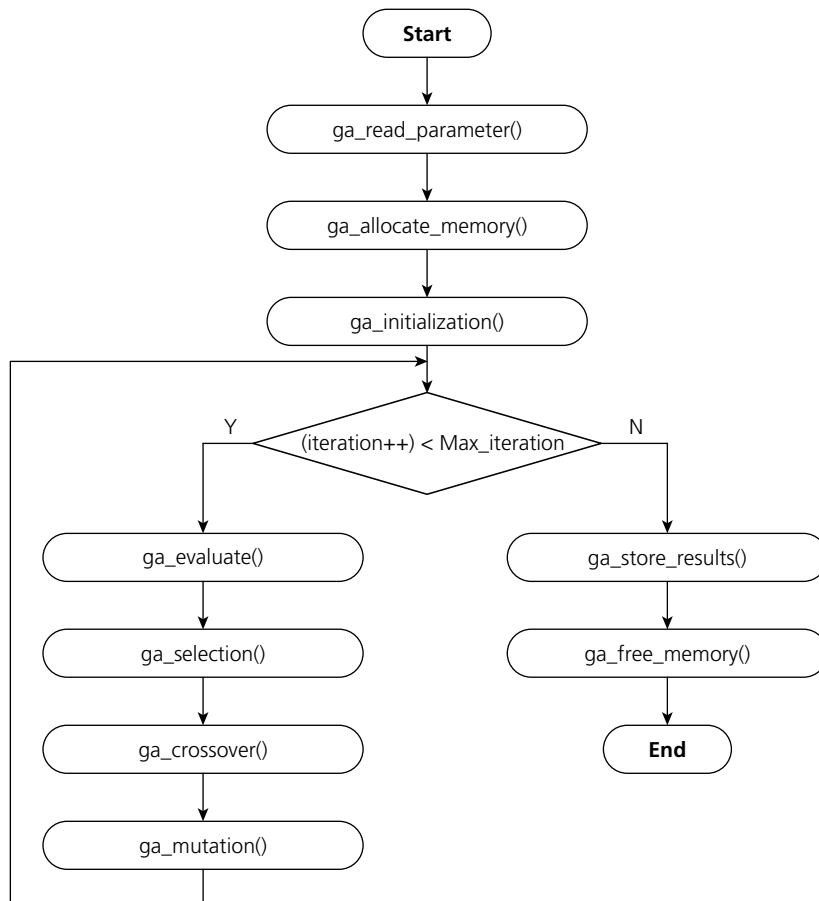 Start
ga_read_parameter()
ga_allocate_memory()
ga_initialization()
(iteration++) < Max_iteration
Y
N
ga_evaluate()
ga_selection()
ga_crossover()
ga_mutation()
ga_store_results()
ga_free_memory()
End